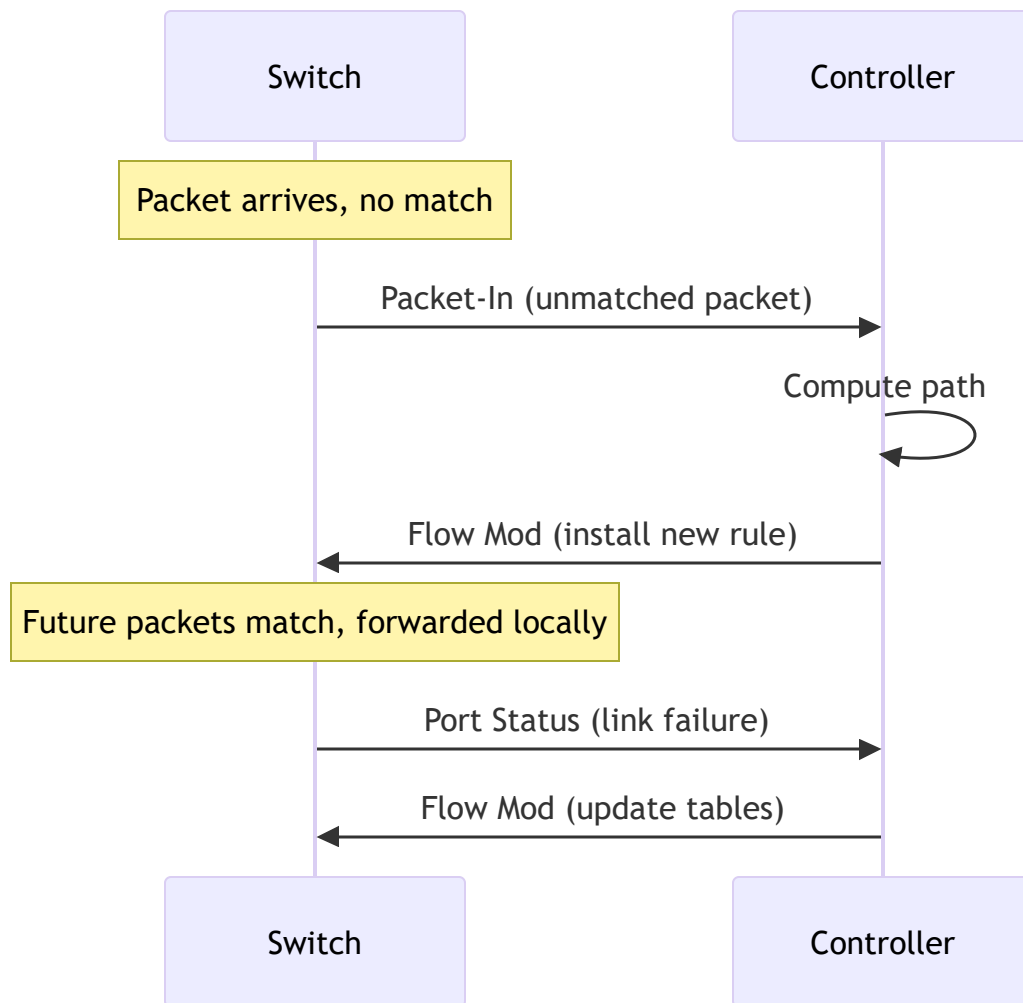 Switch
Controller
Packet arrives, no match
Packet-In (unmatched packet)
Compute path
Flow Mod (install new rule)
Future packets match, forwarded locally
Port Status (link failure)
Flow Mod (update tables)
Switch
Controller